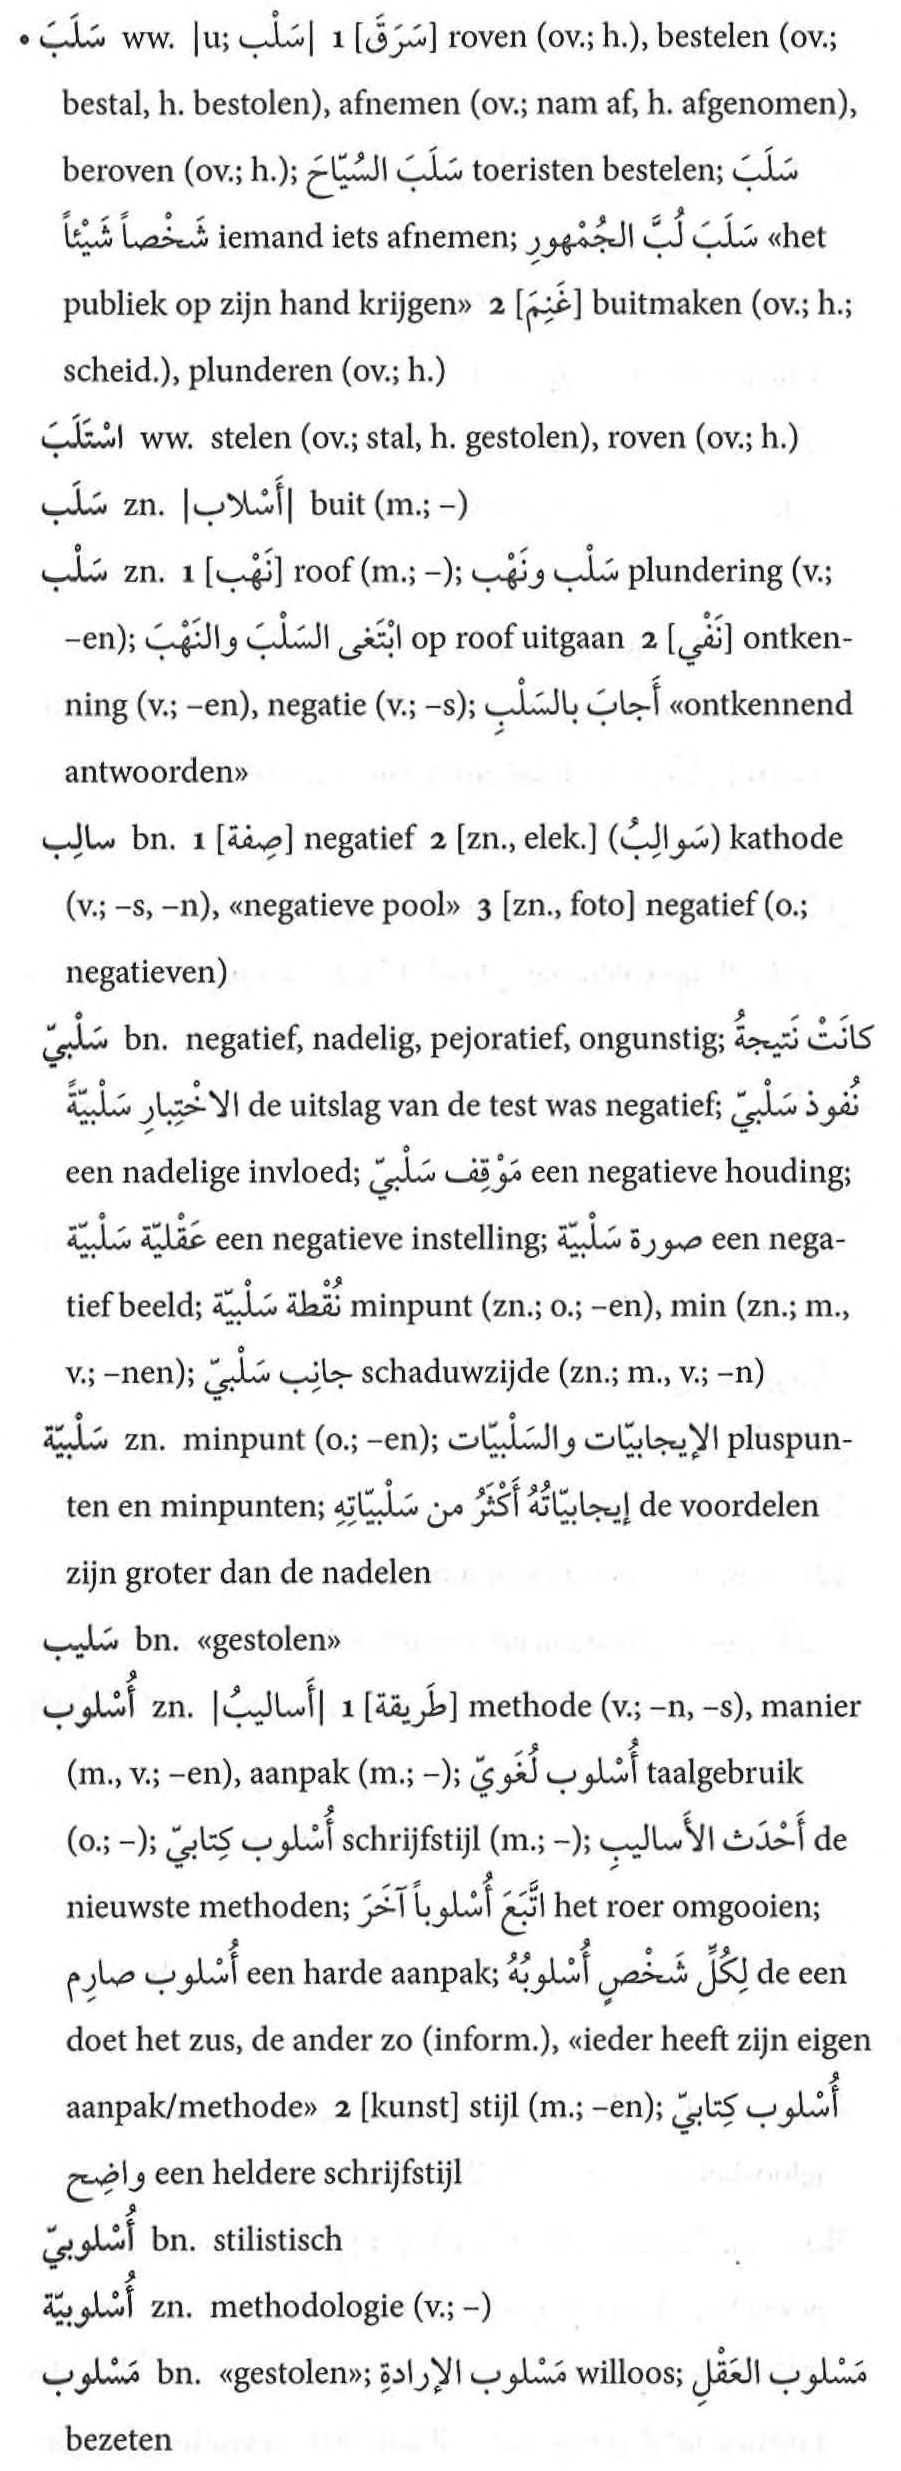 • سَلَبَ ww. |u; سَلْب| 1 [سَرَقَ] roven (ov.; h.), bestelen (ov.;
bestal, h. bestolen), afnemen (ov.; nam af, h. afgenomen),
beroven (ov.; h.); سَلَبَ السُيّاحَ toeristen bestelen; سَلَبَ
شَخْصاً شَيْئاً iemand iets afnemen; سَلَبَ لُبَّ الجُمْهورِ «het
publiek op zijn hand krijgen» 2 [غَنِمَ] buitmaken (ov.; h.;
scheid.), plunderen (ov.; h.)
اسْتَلَبَ ww. stelen (ov.; stal, h. gestolen), roven (ov.; h.)
سَلَب zn. |أَسْلاب| buit (m.; –)
سَلْب zn. 1 [نَهْب] roof (m.; –); سَلْب ونَهْب plundering (v.;
–en); ابْتَغى السَلْبَ والنَهْبَ op roof uitgaan 2 [نَفْي] ontken-
ning (v.; –en), negatie (v.; –s); أَجابَ بالسَلْبِ «ontkennend
antwoorden»
سالِب bn. 1 [صِفة] negatief 2 [zn., elek.] (سَوالِبُ) kathode
(v.; –s, –n), «negatieve pool» 3 [zn., foto] negatief (o.;
negatieven)
سَلْبيّ bn. negatief, nadelig, pejoratief, ongunstig; كانَتْ نَتيجةُ
الاخْتِبارِ سَلْبيّةً de uitslag van de test was negatief; نُفوذ سَلْبيّ
een nadelige invloed; مَوْقِف سَلْبيّ een negatieve houding;
عَقْليّة سَلْبيّة een negatieve instelling; صورة سَلْبيّة een nega-
tief beeld; نُقْطة سَلْبيّة minpunt (zn.; o.; –en), min (zn.; m.,
v.; –nen); جانِب سَلْبيّ schaduwzijde (zn.; m., v.; –n)
سَلْبيّة zn. minpunt (o.; –en); الإيجابيّات والسَلْبيّات pluspun-
ten en minpunten; إيجابيّاتُهُ أَكْثَرُ من سَلْبيّاتِهِ de voordelen
zijn groter dan de nadelen
سَليب bn. «gestolen»
أُسْلوب zn. |أَساليبُ| 1 [طَريقة] methode (v.; –n, –s), manier
(m., v.; –en), aanpak (m.; –); أُسْلوب لُغَويّ taalgebruik
(o.; –); أُسْلوب كِتابيّ schrijfstijl (m.; –); أَحْدَث الأَساليبِ de
nieuwste methoden; اتَّبَعَ أُسْلوباً آخَرَ het roer omgooien;
أُسْلوب صارِم een harde aanpak; لِكُلِّ شَخْصٍ أُسْلوبُهُ de een
doet het zus, de ander zo (inform.), «ieder heeft zijn eigen
aanpak/methode» 2 [kunst] stijl (m.; –en); أُسْلوب كِتابيّ
واضِح een heldere schrijfstijl
أُسْلوبيّ bn. stilistisch
أُسْلوبيّة zn. methodologie (v.; –)
مَسْلوب bn. «gestolen»; مَسْلوب الإرادةِ willoos; مَسْلوب العَقْلِ
bezeten